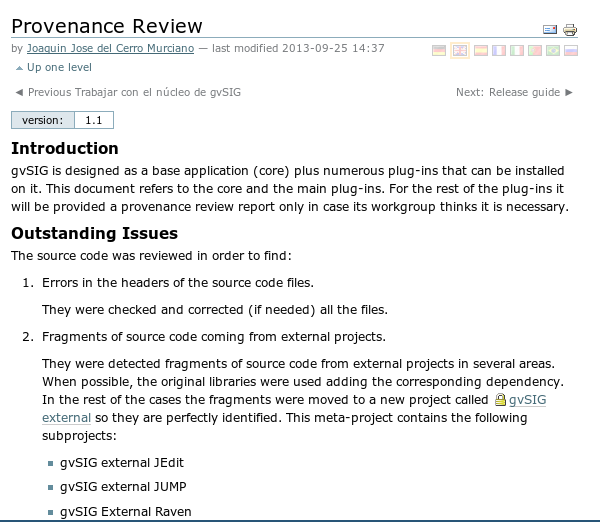 Provenance Review
by Joaquin Jose del Cerro Murciano — last modified 2013-09-25 14:37
Up one level
◄ Previous Trabajar con el núcleo de gvSIG
Next: Release guide ►
version: 1.1
Introduction
gvSIG is designed as a base application (core) plus numerous plug-ins that can be installed
on it. This document refers to the core and the main plug-ins. For the rest of the plug-ins it
will be provided a provenance review report only in case its workgroup thinks it is necessary.
Outstanding Issues
The source code was reviewed in order to find:
1. Errors in the headers of the source code files.
They were checked and corrected (if needed) all the files.
2. Fragments of source code coming from external projects.
They were detected fragments of source code from external projects in several areas.
When possible, the original libraries were used adding the corresponding dependency.
In the rest of the cases the fragments were moved to a new project called gvSIG
external so they are perfectly identified. This meta-project contains the following
subprojects:
gvSIG external JEdit
gvSIG external JUMP
gvSIG External Raven